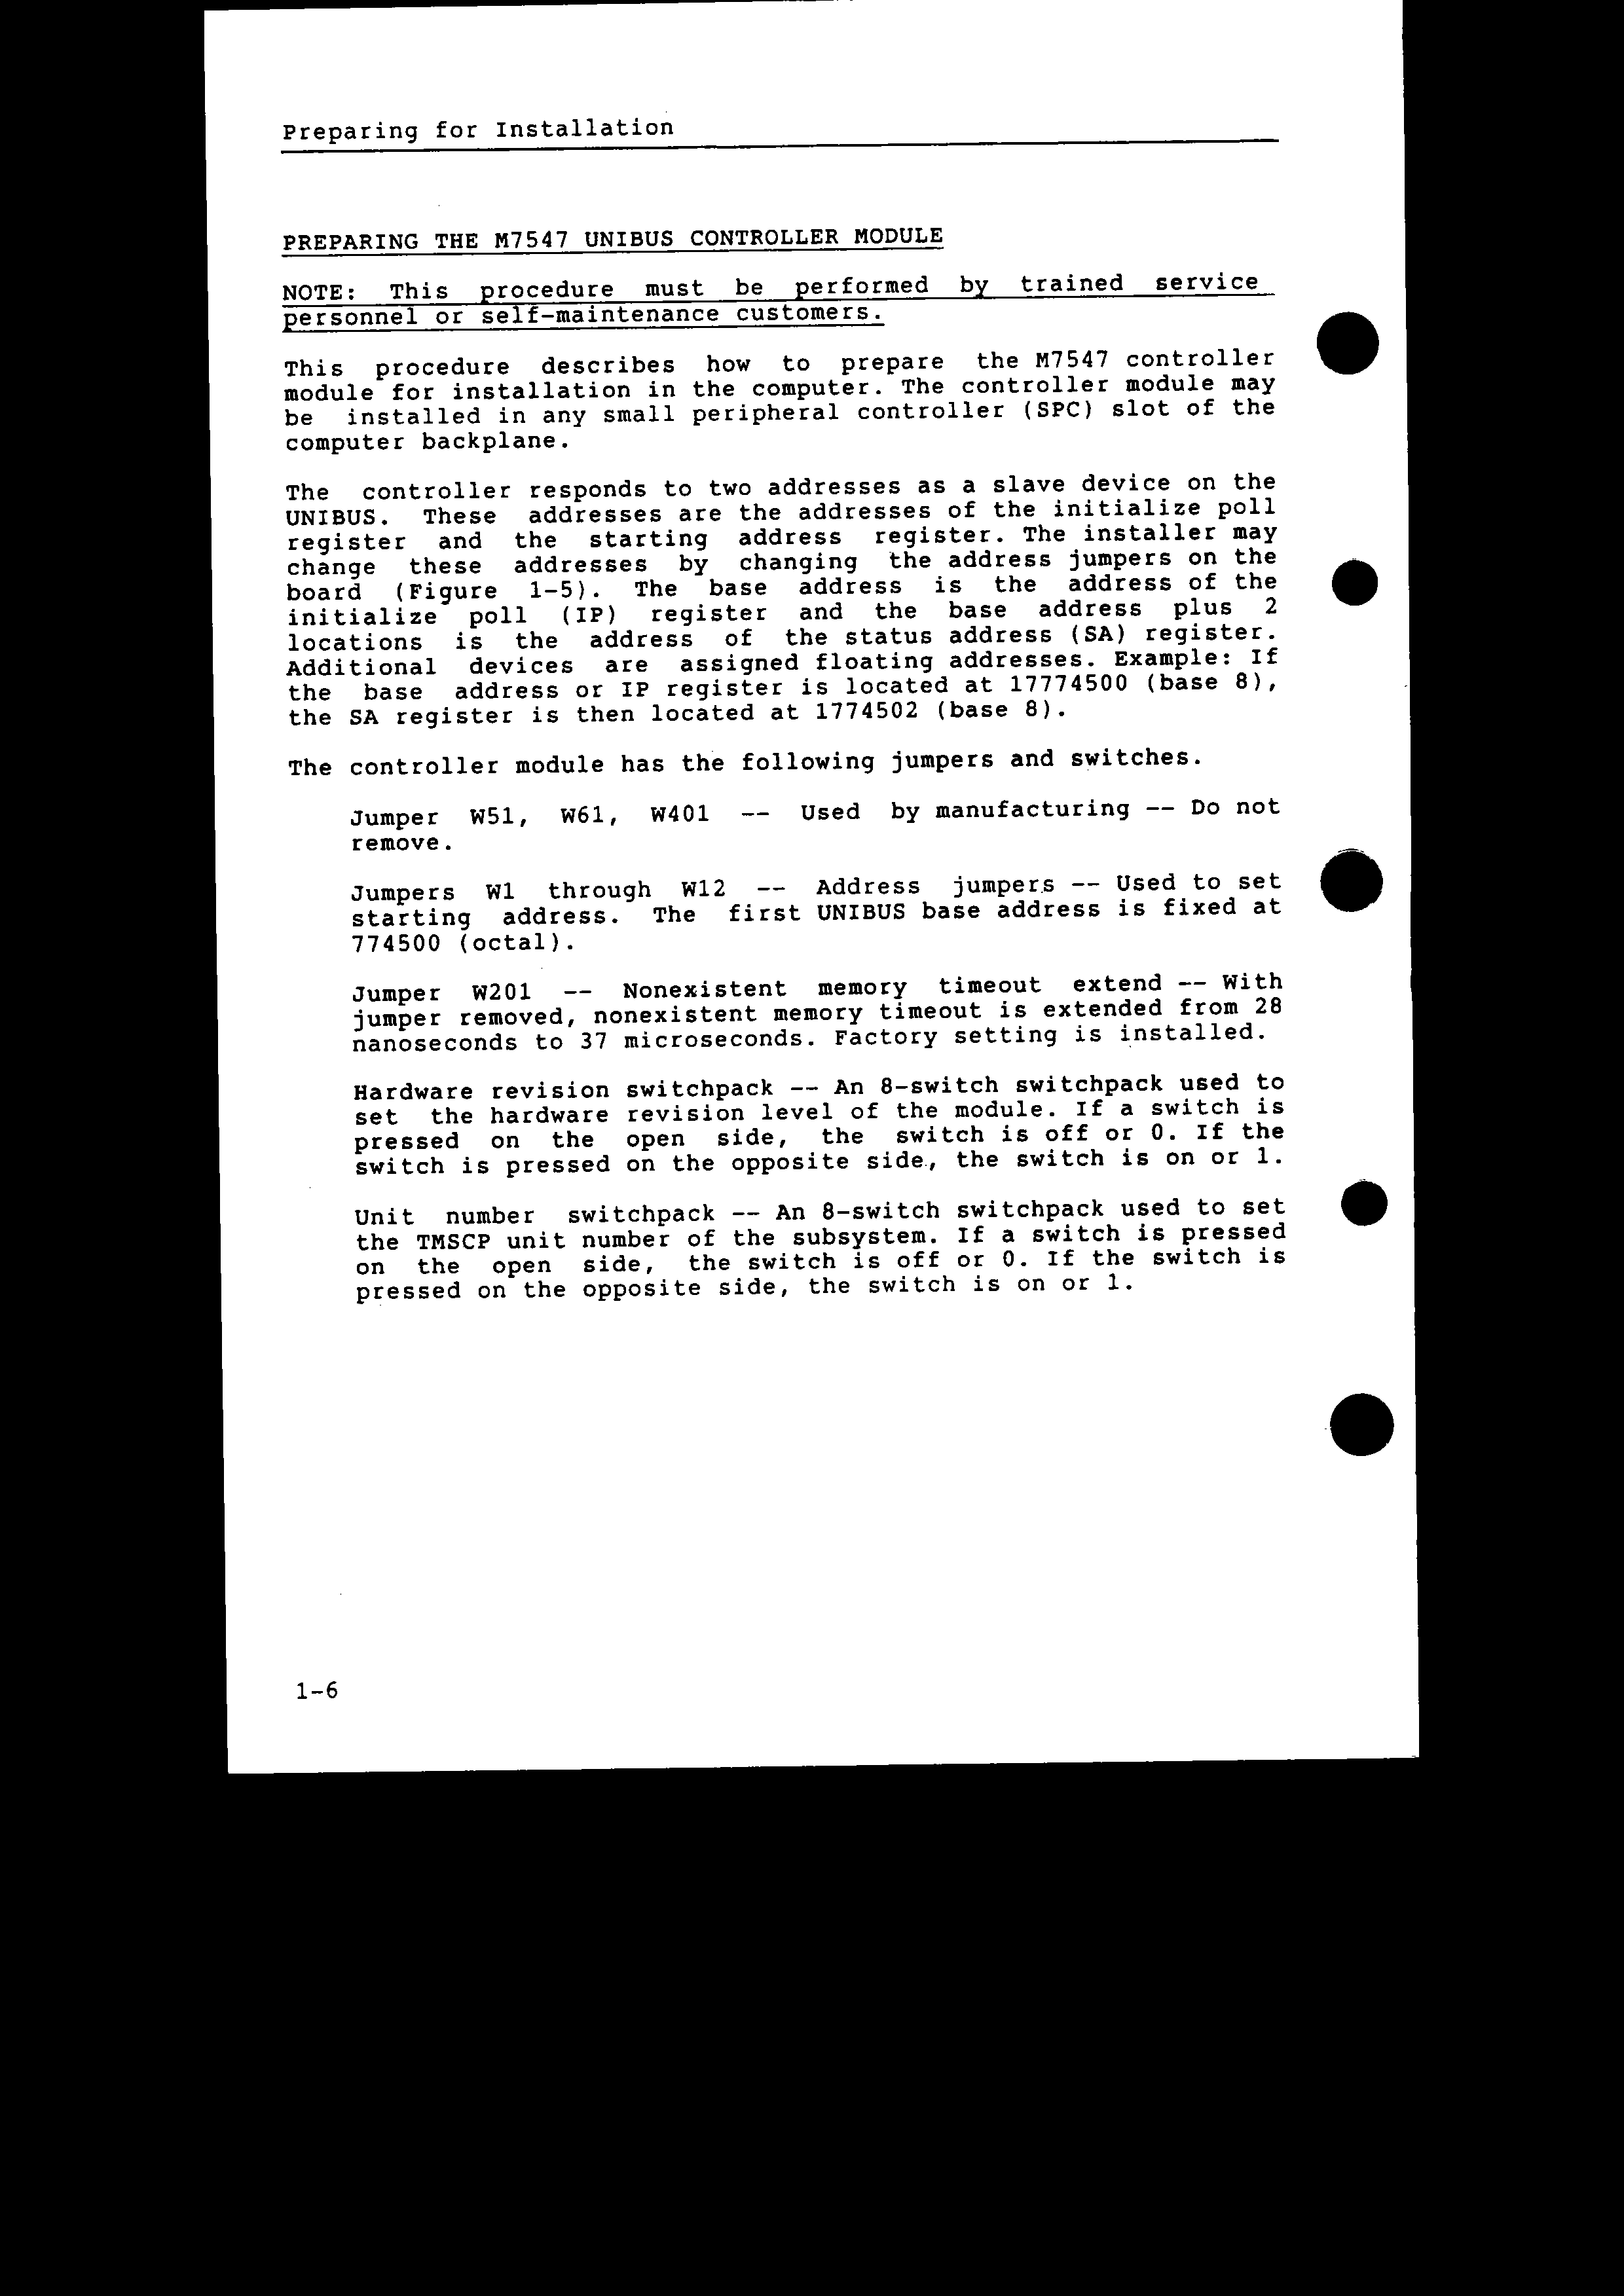 Preparing for Installation
PREPARING THE M7547 UNIBUS CONTROLLER MODULE
NOTE: This procedure must be performed by trained service
personnel or self-maintenance customers.
This procedure describes how to prepare the M7547 controller
module for installation in the computer. The controller module may
be installed in any small peripheral controller (SPC) slot of the
computer backplane.
The controller responds to two addresses as a slave device on the
UNIBUS. These addresses are the addresses of the initialize poll
register and the starting address register. The installer may
change these addresses by changing the address jumpers on the
board (Figure 1-5). The base address is the address of the
initialize poll (IP) register and the base address plus 2
locations is the address of the status address (SA) register.
Additional devices are assigned floating addresses. Example: If
the base address or IP register is located at 17774500 (base 8),
the SA register is then located at 1774502 (base 8).
The controller module has the following jumpers and switches.
Jumper W51, W61, W401 -- Used by manufacturing -- Do not
remove.
Jumpers W1 through W12 -- Address jumpers -- Used to set
starting address. The first UNIBUS base address is fixed at
774500 (octal).
Jumper W201 -- Nonexistent memory timeout extend -- With
jumper removed, nonexistent memory timeout is extended from 28
nanoseconds to 37 microseconds. Factory setting is installed.
Hardware revision switchpack -- An 8-switch switchpack used to
set the hardware revision level of the module. If a switch is
pressed on the open side, the switch is off or 0. If the
switch is pressed on the opposite side, the switch is on or 1.
Unit number switchpack -- An 8-switch switchpack used to set
the TMSCP unit number of the subsystem. If a switch is pressed
on the open side, the switch is off or 0. If the switch is
pressed on the opposite side, the switch is on or 1.
1-6